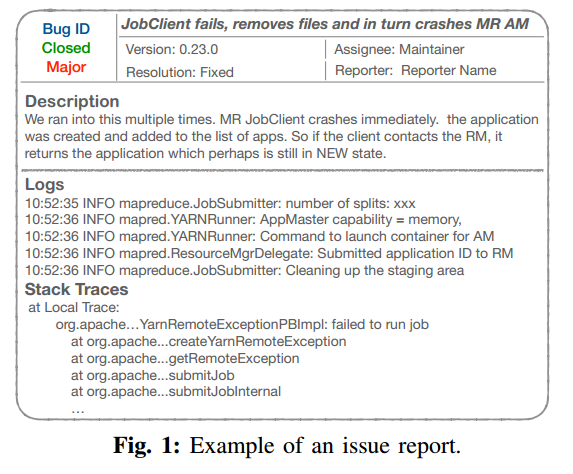 Bug ID
Closed
Major
JobClient fails, removes files and in turn crashes MR AM
Version: 0.23.0
Assignee: Maintainer
Resolution: Fixed
Reporter: Reporter Name
Description
We ran into this multiple times. MR JobClient crashes immediately. the application
was created and added to the list of apps. So if the client contacts the RM, it
returns the application which perhaps is still in NEW state.
Logs
10:52:35 INFO mapreduce.JobSubmitter: number of splits: xxx
10:52:36 INFO mapred.YARNRunner: AppMaster capability = memory,
10:52:36 INFO mapred.YARNRunner: Command to launch container for AM
10:52:36 INFO mapred.ResourceMgrDelegate: Submitted application ID to RM
10:52:36 INFO mapreduce.JobSubmitter: Cleaning up the staging area
Stack Traces
at Local Trace:
org.apache…YarnRemoteExceptionPBImpl: failed to run job
at org.apache...createYarnRemoteException
at org.apache...getRemoteException
at org.apache...submitJob
at org.apache...submitJobInternal
…
Fig. 1: Example of an issue report.